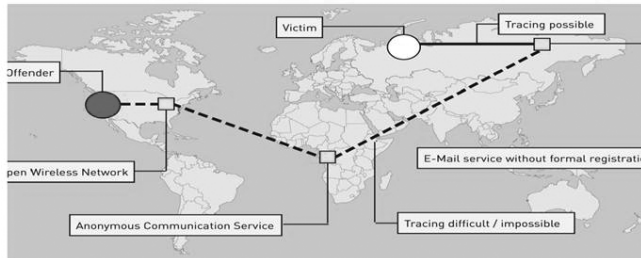 Victim
Tracing possible
Offender
pen Wireless Network
E-Mail service without formal registratio
Anonymous Communication Service
Tracing difficult / impossible